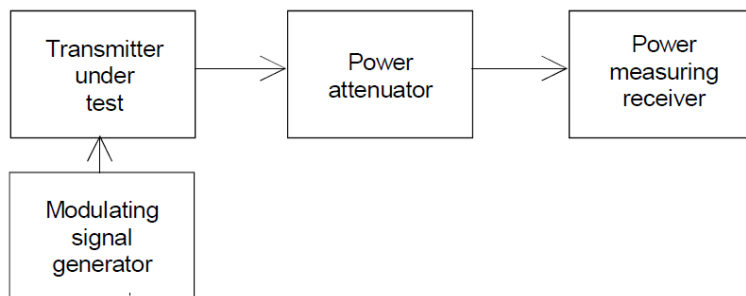 Transmitter
under
test
Power
attenuator
Power
measuring
receiver
Modulating
signal
generator